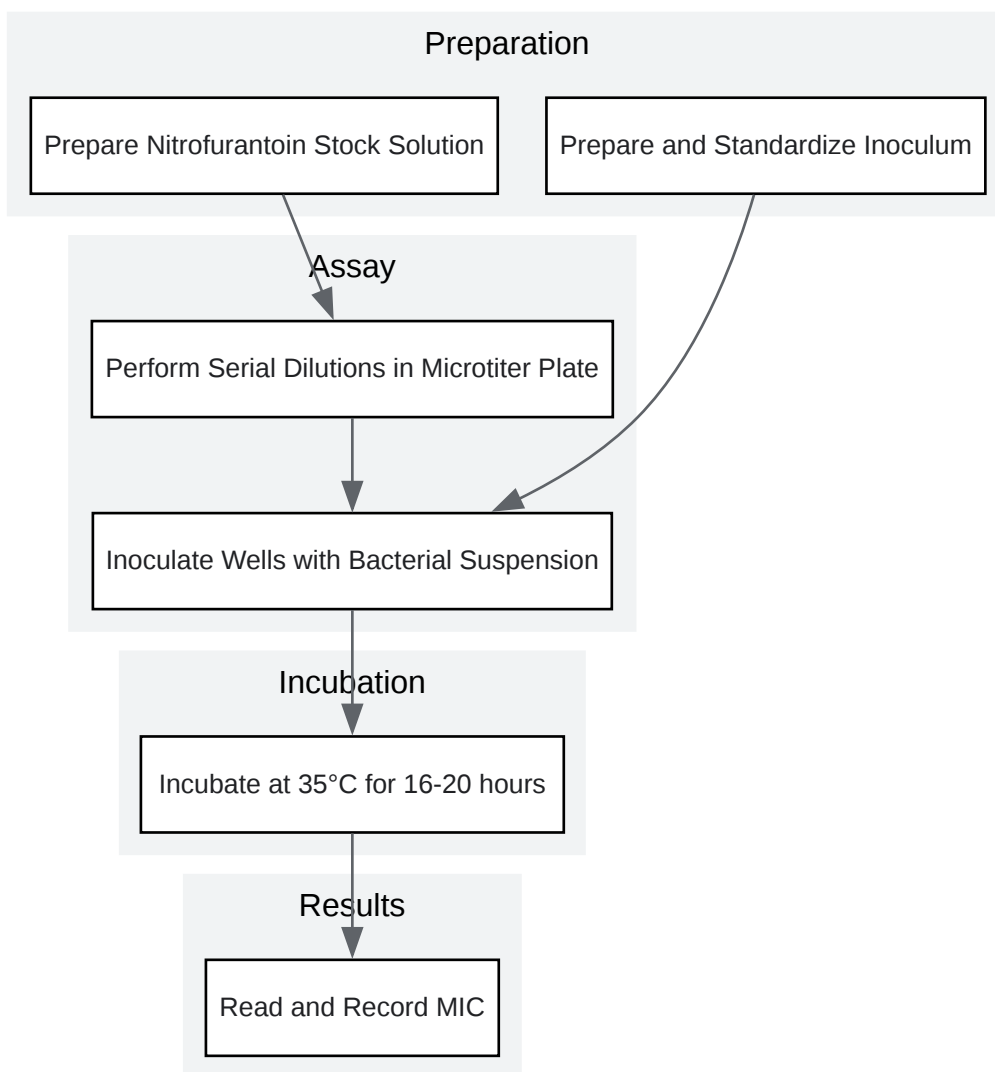 Preparation
Prepare Nitrofurantoin Stock Solution
Prepare and Standardize Inoculum
Assay
Perform Serial Dilutions in Microtiter Plate
Inoculate Wells with Bacterial Suspension
Incubation
Incubate at 35°C for 16-20 hours
Results
Read and Record MIC